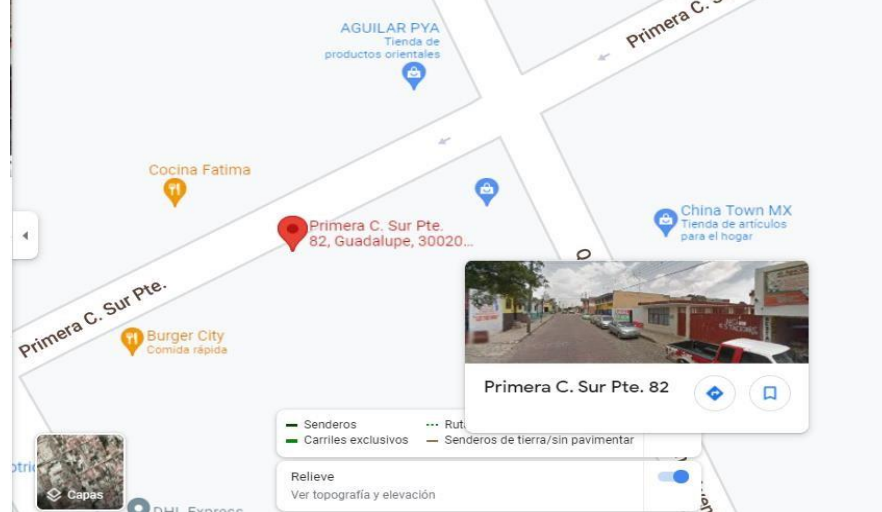 Primera C. Su
AGUILAR PYA
Tienda de
productos orientales
Cocina Fatima
Primera C. Sur Pte.
82, Guadalupe, 30020...
China Town MX
Tienda de artículos
para el hogar
Primera C. Sur Pte.
Burger City
Comida rápida
Primera C. Sur Pte. 82
Senderos
Rut
Carriles exclusivos
Senderos de tierra/sin pavimentar
Relieve
Ver topografía y elevación
Capas
DHL Express